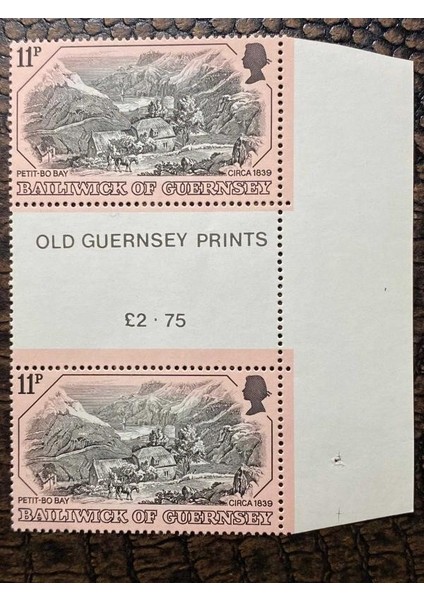 11P
PETIT-BO BAY CIRCA 1839
BAILIWICK OF GUERNSEY
OLD GUERNSEY PRINTS
£2·75
11P
PETIT-BO BAY CIRCA 1839
BAILIWICK OF GUERNSEY